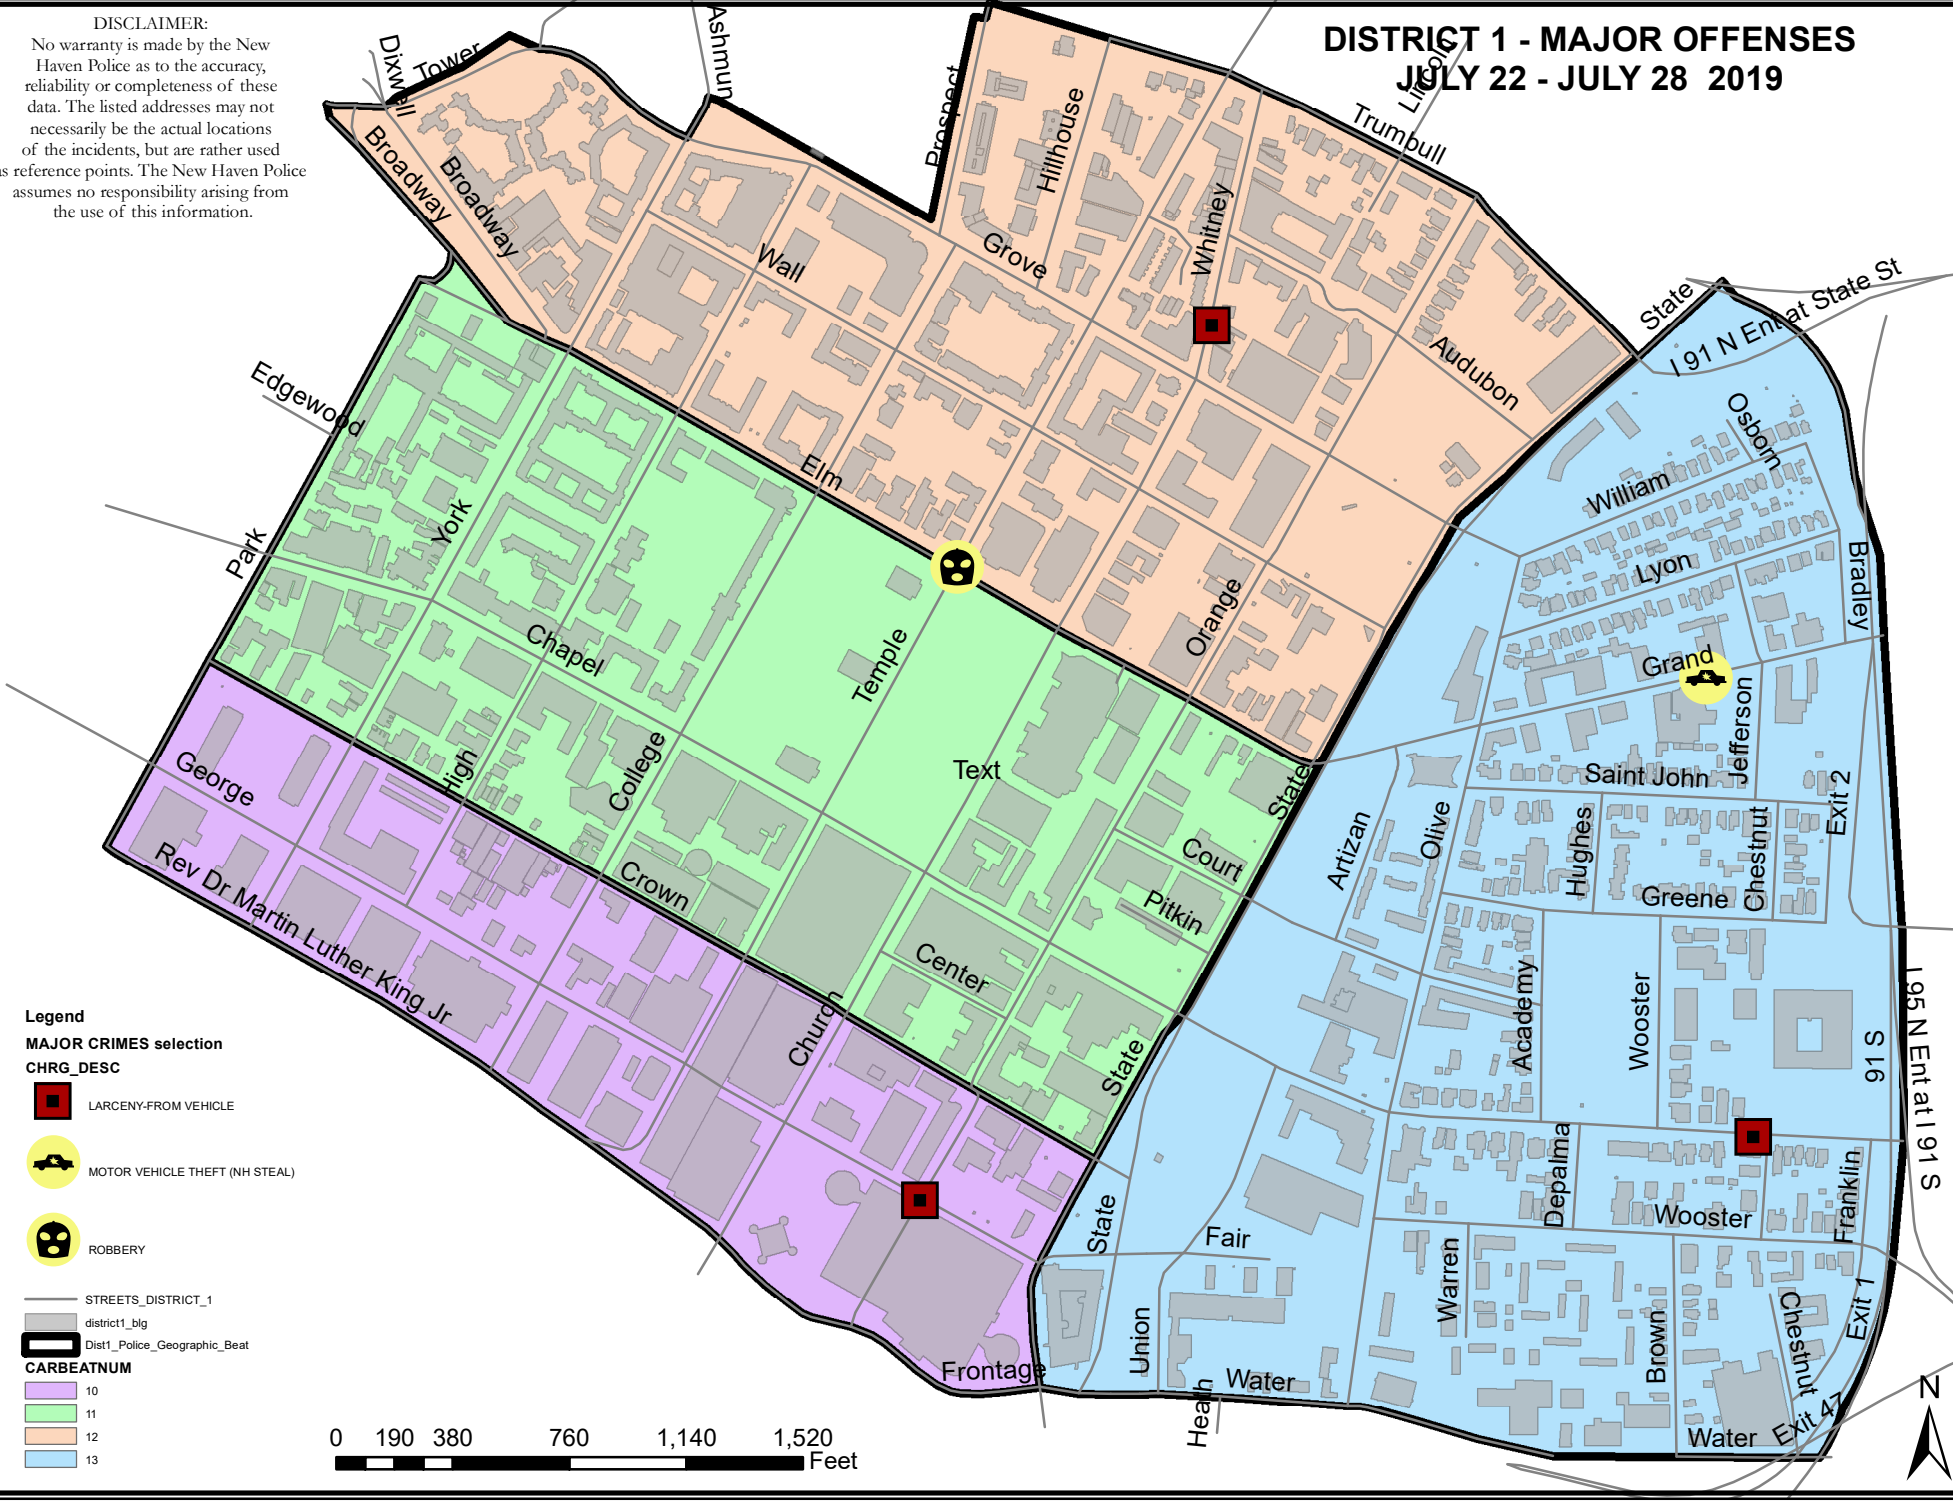 DISCLAIMER:
No warranty is made by the New
Haven Police as to the accuracy,
reliability or completeness of these
data. The listed addresses may not
necessarily be the actual locations
of the incidents, but are rather used
as reference points. The New Haven Police
assumes no responsibility arising from
the use of this information.
DISTRICT 1 - MAJOR OFFENSES
JULY 22 - JULY 28 2019
Dixwell
Tower
Ashmun
Prospect
Hillhouse
Lincoln
Trumbull
Broadway
Broadway
Wall
Grove
Whitney
Audubon
State
I 91 N Ent at State St
Edgewood
Osborn
William
Elm
Park
York
Lyon
Bradley
Orange
Chapel
Temple
Grand
Jefferson
High
College
Text
State
George
Saint John
Exit 2
Artizan
Olive
Hughes
Chestnut
Court
Crown
Greene
Pitkin
Rev Dr Martin Luther King Jr
Center
Church
Academy
Wooster
State
91 S
I 95 N Ent at I 91 S
Depalma
Franklin
State
Fair
Wooster
Warren
Union
Brown
Chestnut
Exit 1
Frontage
Water
Heath
Water
Exit 47
Legend
MAJOR CRIMES selection
CHRG_DESC
LARCENY-FROM VEHICLE
MOTOR VEHICLE THEFT (NH STEAL)
ROBBERY
STREETS_DISTRICT_1
district1_blg
Dist1_Police_Geographic_Beat
CARBEATNUM
10
11
12
13
0 190 380 760 1,140 1,520
Feet
N